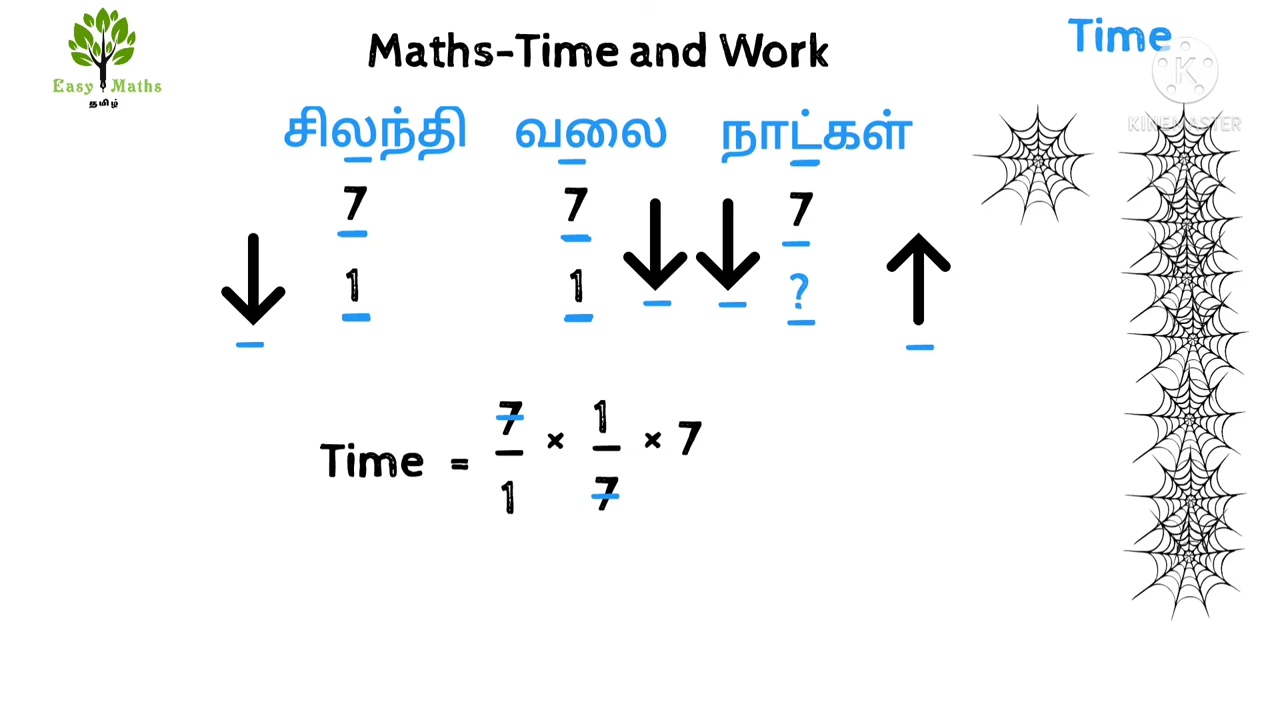 Easy Maths
தமிழ்
Maths-Time and Work
Time
KINEMASTER
சிலந்தி வலை நாட்கள்
7 7 7
1 1 ?
Time = 7/1 × 1/7 × 7